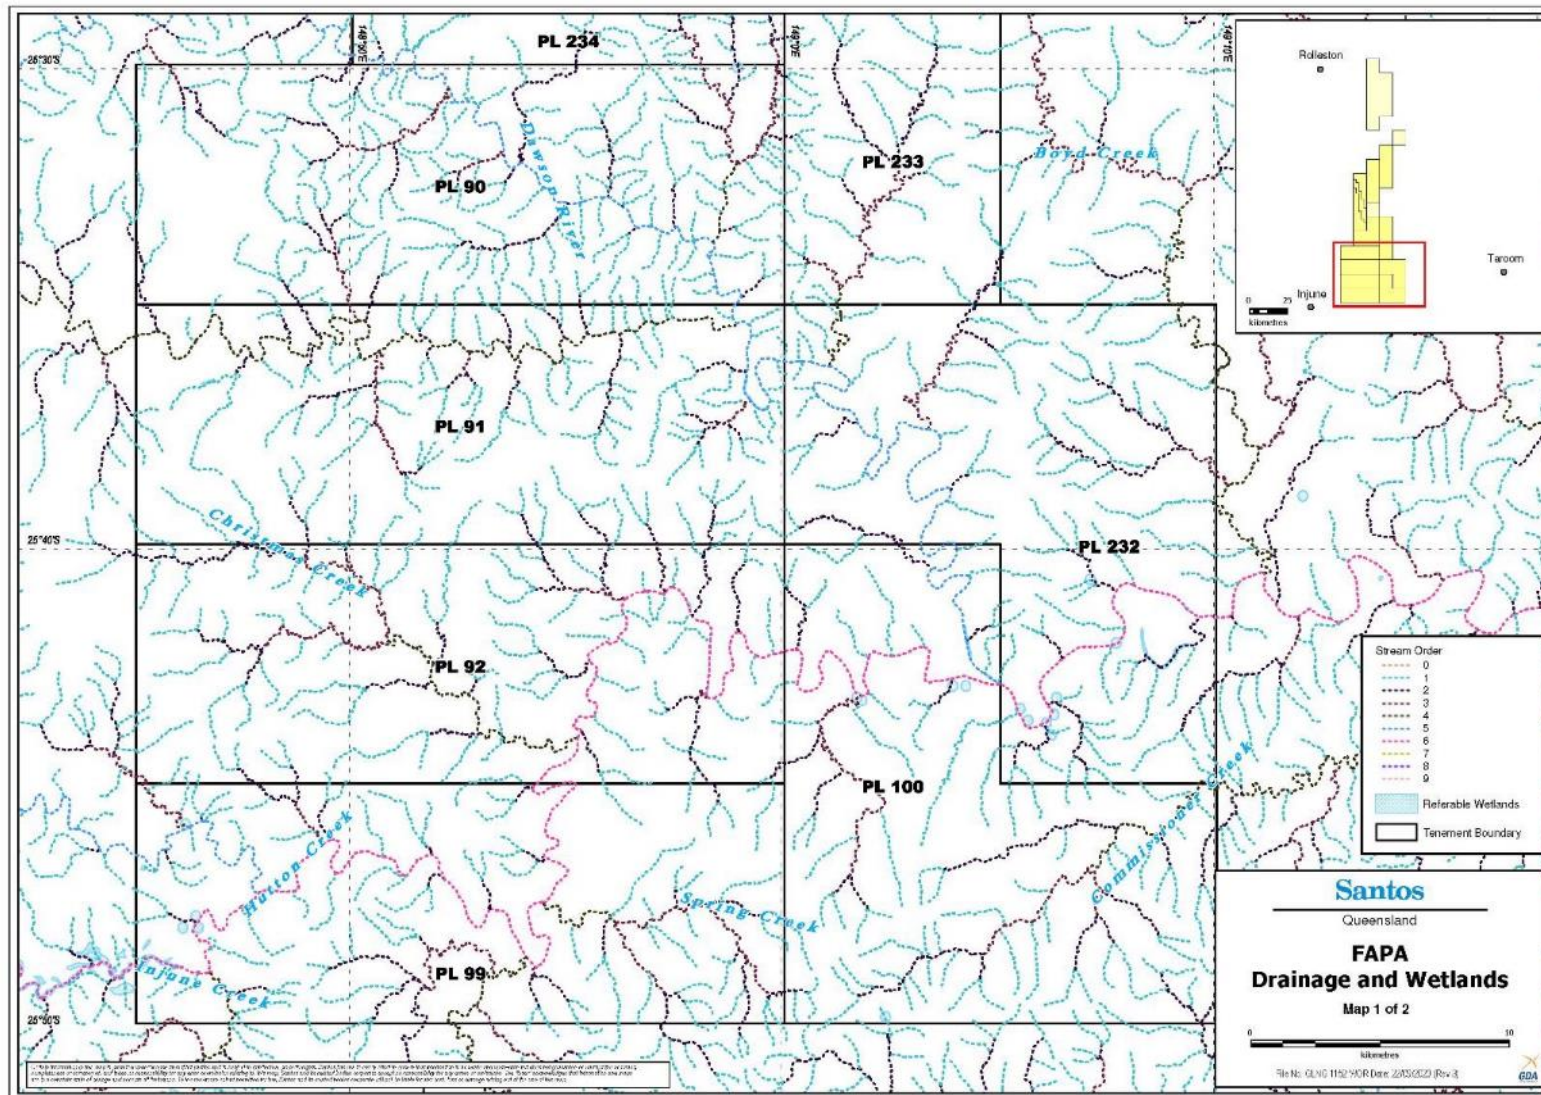 PL 234
148°50'E
149°0'E
149°10'E
25°30'S
Rolleston
Dawson River
PL 233
Boyd Creek
PL 90
Taroom
Injune
0 25
kilometres
PL 91
Christmas Creek
25°40'S
PL 232
PL 92
Stream Order
0
1
2
3
4
5
6
7
8
9
Referable Wetlands
Tenement Boundary
PL 100
Hutton Creek
Commissioner Creek
Spring Creek
Injune Creek
PL 99
25°50'S
Santos
Queensland
FAPA
Drainage and Wetlands
Map 1 of 2
0 10
kilometres
GDA